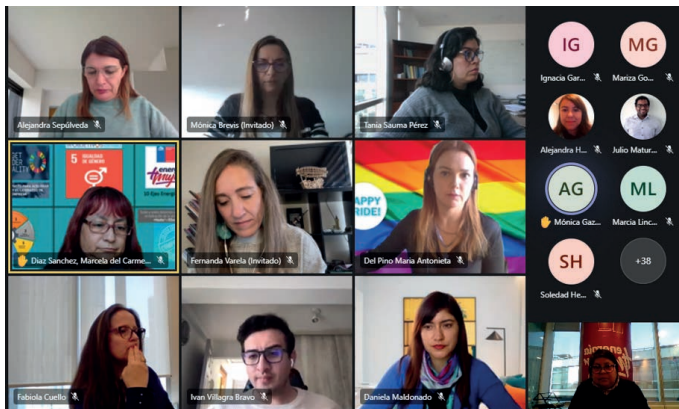 Alejandra Sepúlveda
Mónica Brevis (Invitado)
Tania Sauma Pérez
IG
Ignacia Gar...
MG
Mariza Go...
Alejandra H...
Julio Matur...
5 IGUALDAD DE GÉNERO
Diaz Sanchez, Marcela del Carme...
Fernanda Varela (Invitado)
HAPPY
PRIDE!
Del Pino Maria Antonieta
AG
Mónica Gaz...
ML
Marcia Linc...
SH
Soledad He...
+38
Fabiola Cuello
Ivan Villagra Bravo
Daniela Maldonado